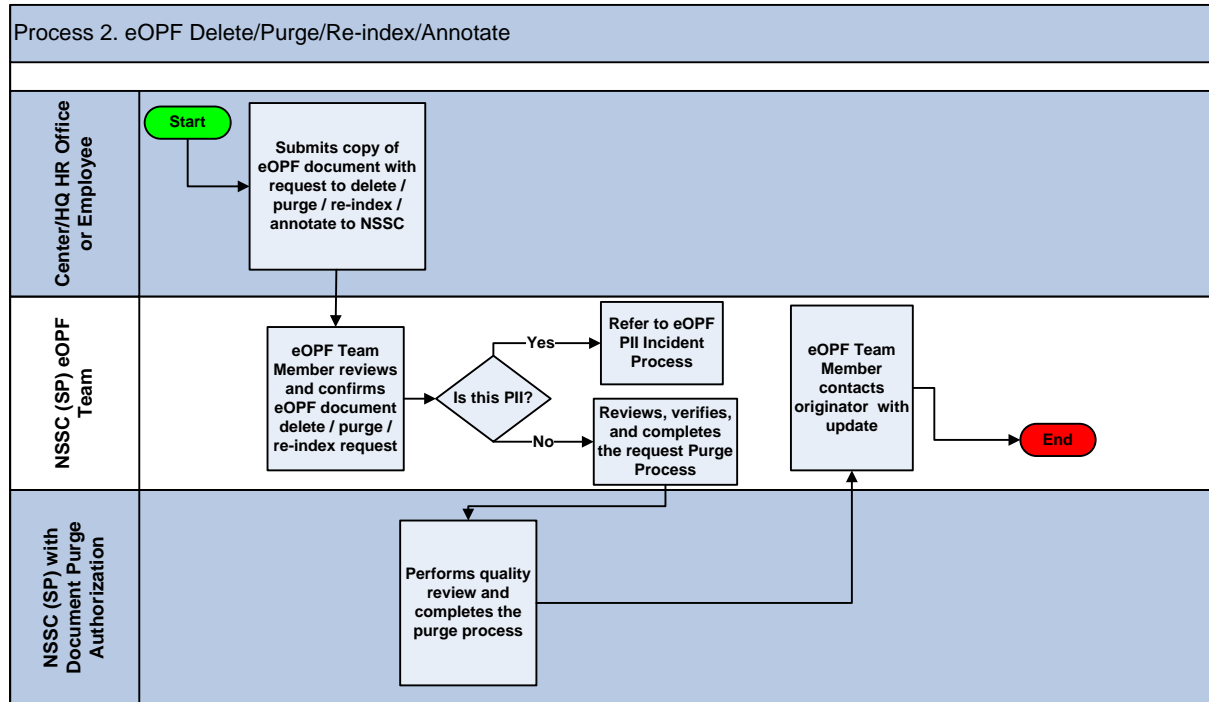 Process 2. eOPF Delete/Purge/Re-index/Annotate
Center/HQ HR Office
or Employee
Start
Submits copy of
eOPF document with
request to delete /
purge / re-index /
annotate to NSSC
NSSC (SP) eOPF
Team
eOPF Team
Member reviews
and confirms
eOPF document
delete / purge /
re-index request
Is this PII?
Yes
Refer to eOPF
PII Incident
Process
No
Reviews, verifies,
and completes
the request Purge
Process
eOPF Team
Member
contacts
originator with
update
End
NSSC (SP) with
Document Purge
Authorization
Performs quality
review and
completes the
purge process